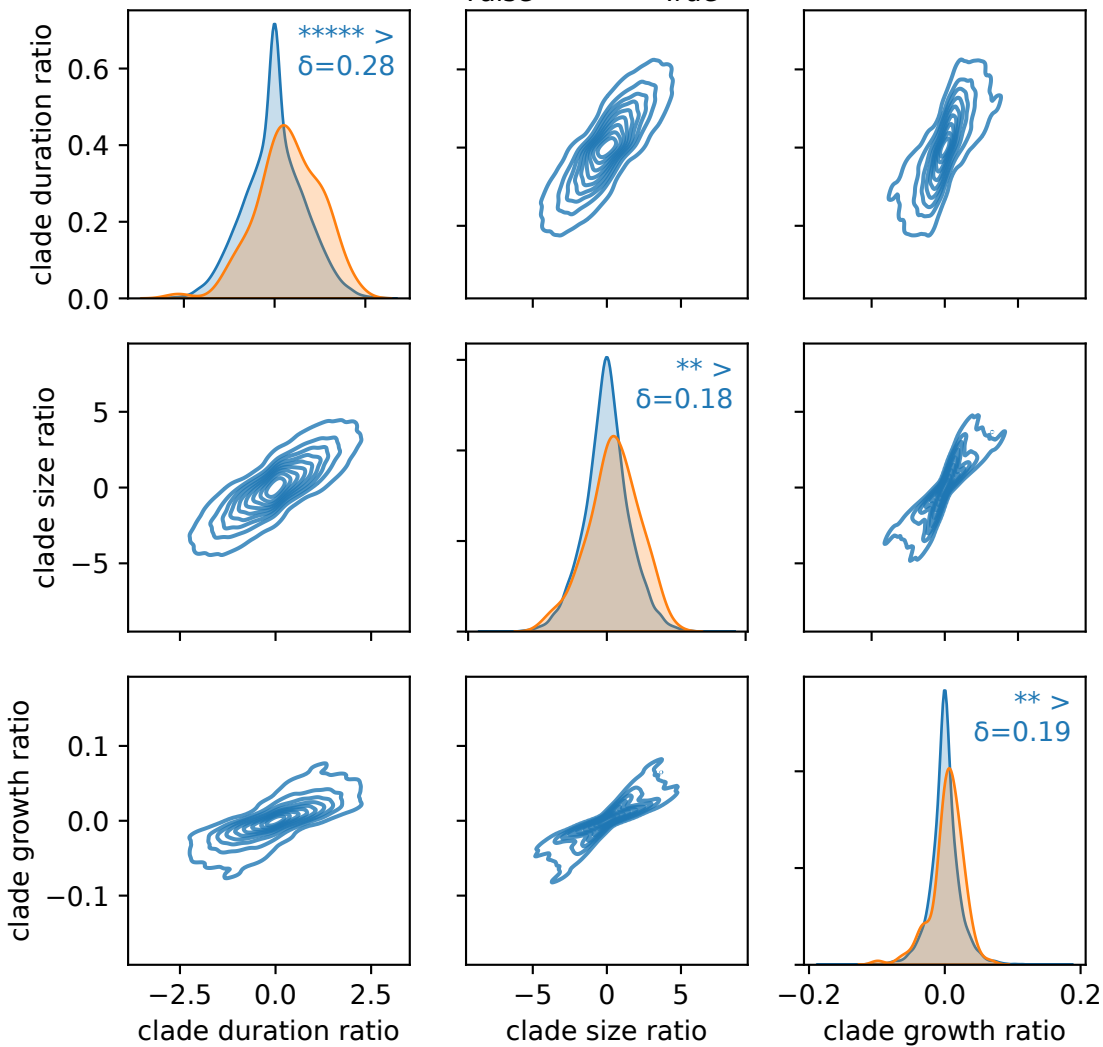 clade duration ratio
0.6
0.4
0.2
0.0
***** >
δ=0.28
clade size ratio
5
0
−5
** >
δ=0.18
clade growth ratio
0.1
0.0
−0.1
** >
δ=0.19
−2.5 0.0 2.5
−5 0 5
−0.2 0.0 0.2
clade duration ratio
clade size ratio
clade growth ratio